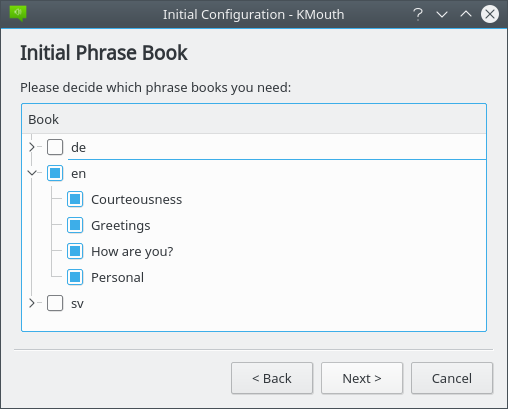 Initial Configuration - KMouth
Initial Phrase Book
Please decide which phrase books you need:
Book
de
en
Courteousness
Greetings
How are you?
Personal
sv
< Back
Next >
Cancel